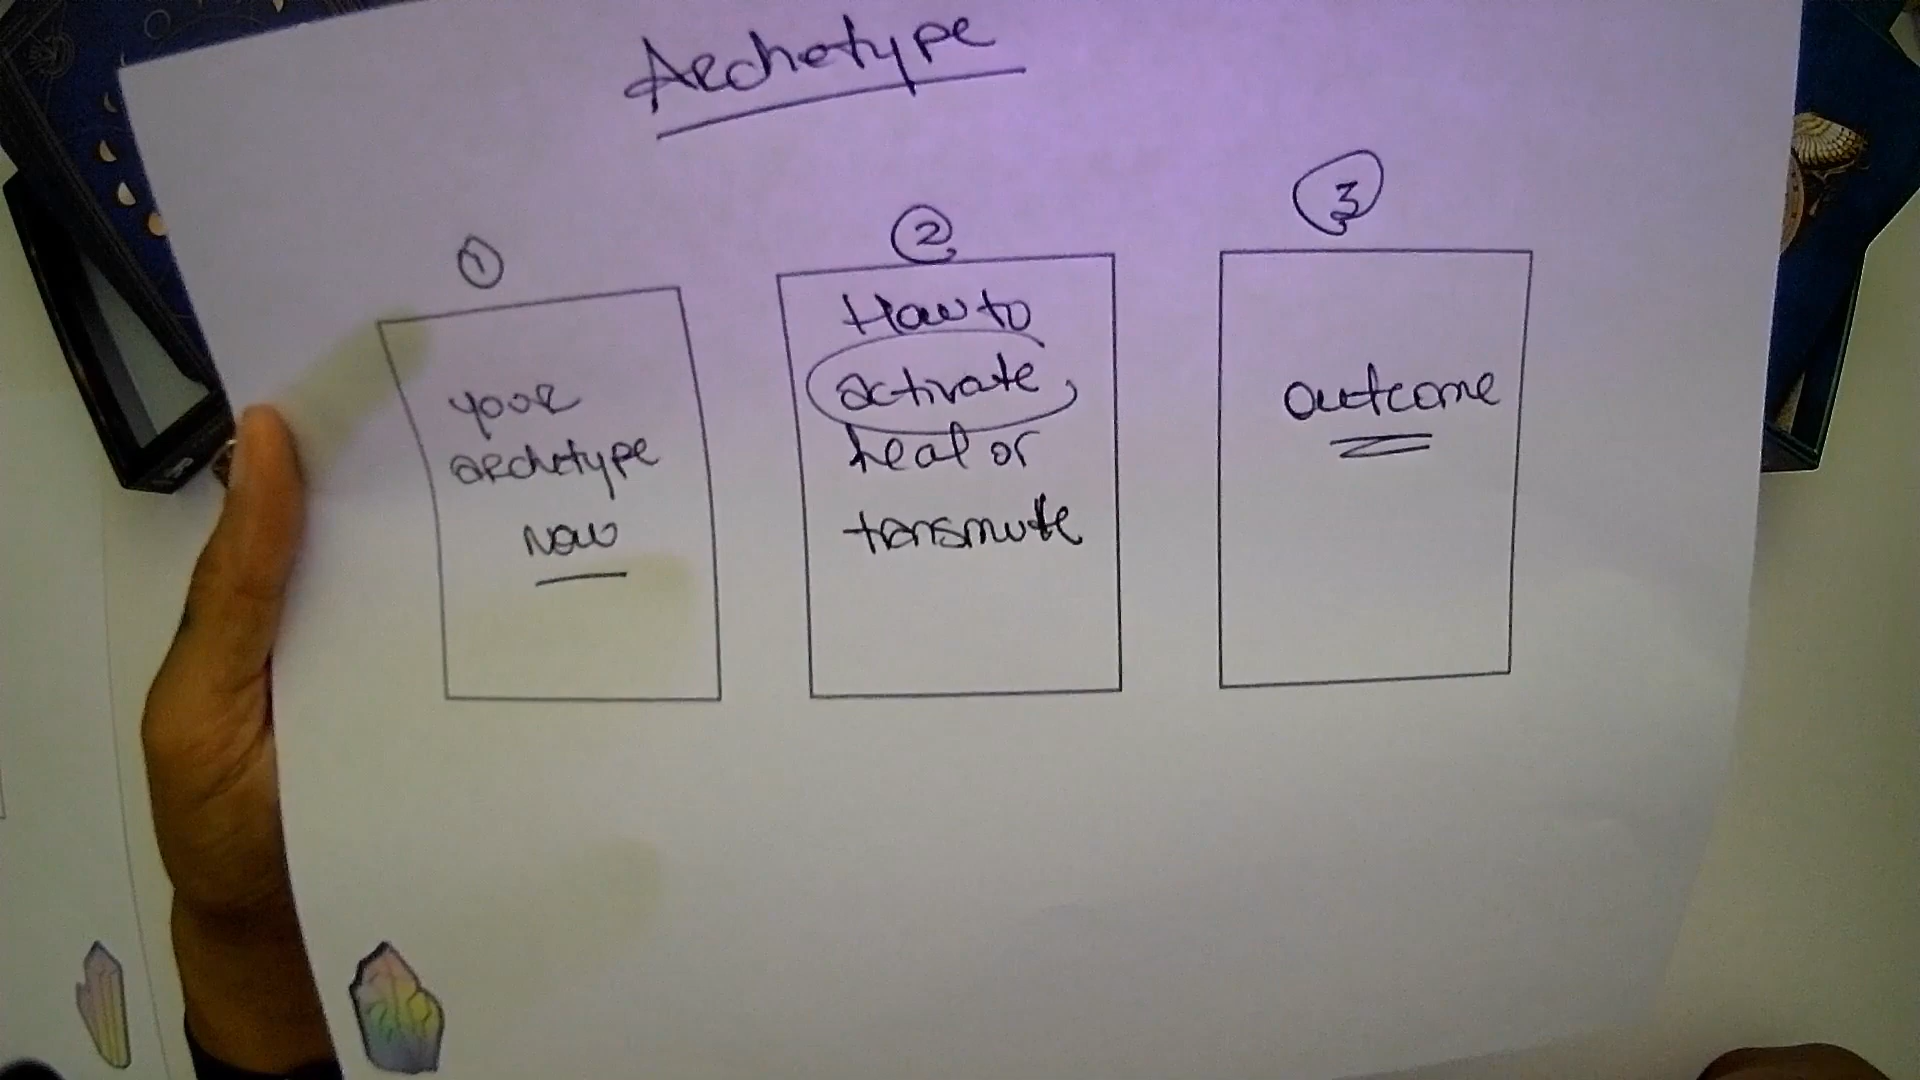 Archetype
1
your
archetype
now
2
How to
activate,
heal or
transmute
3
outcome